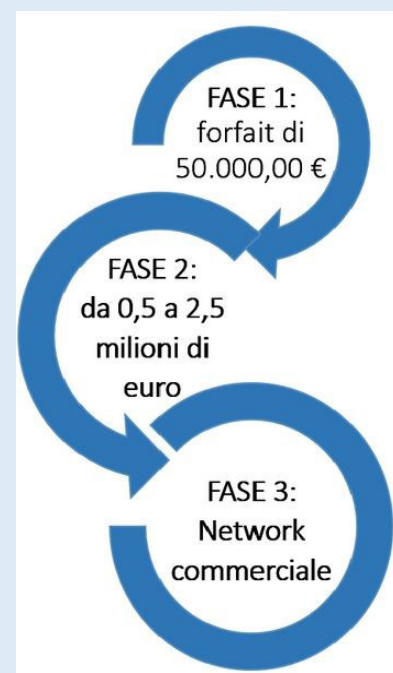 FASE 1:
forfait di
50.000,00 €
FASE 2:
da 0,5 a 2,5
milioni di
euro
FASE 3:
Network
commerciale